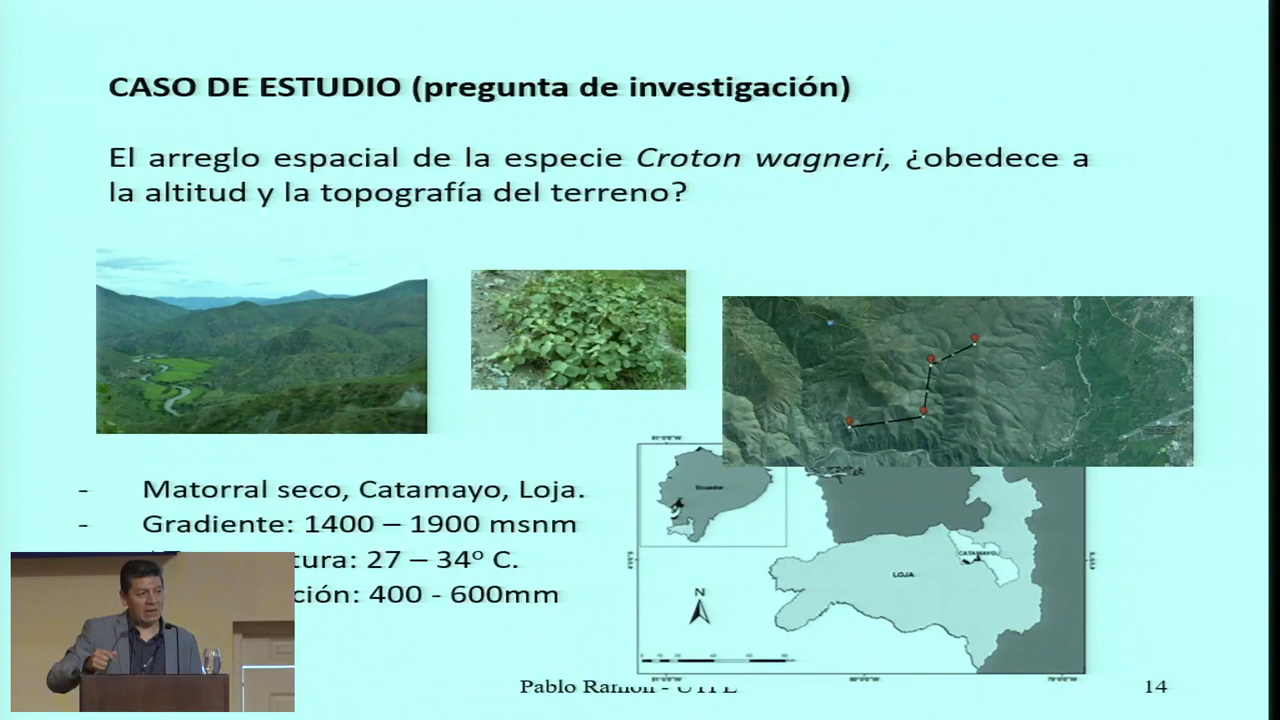 CASO DE ESTUDIO (pregunta de investigación)
El arreglo espacial de la especie Croton wagneri, ¿obedece a
la altitud y la topografía del terreno?
- Matorral seco, Catamayo, Loja.
- Gradiente: 1400 – 1900 msnm
tura: 27 – 34º C.
ción: 400 - 600mm
Ecuador
CATAMAYO
LOJA
N
Pablo Ramón - UTPL
14